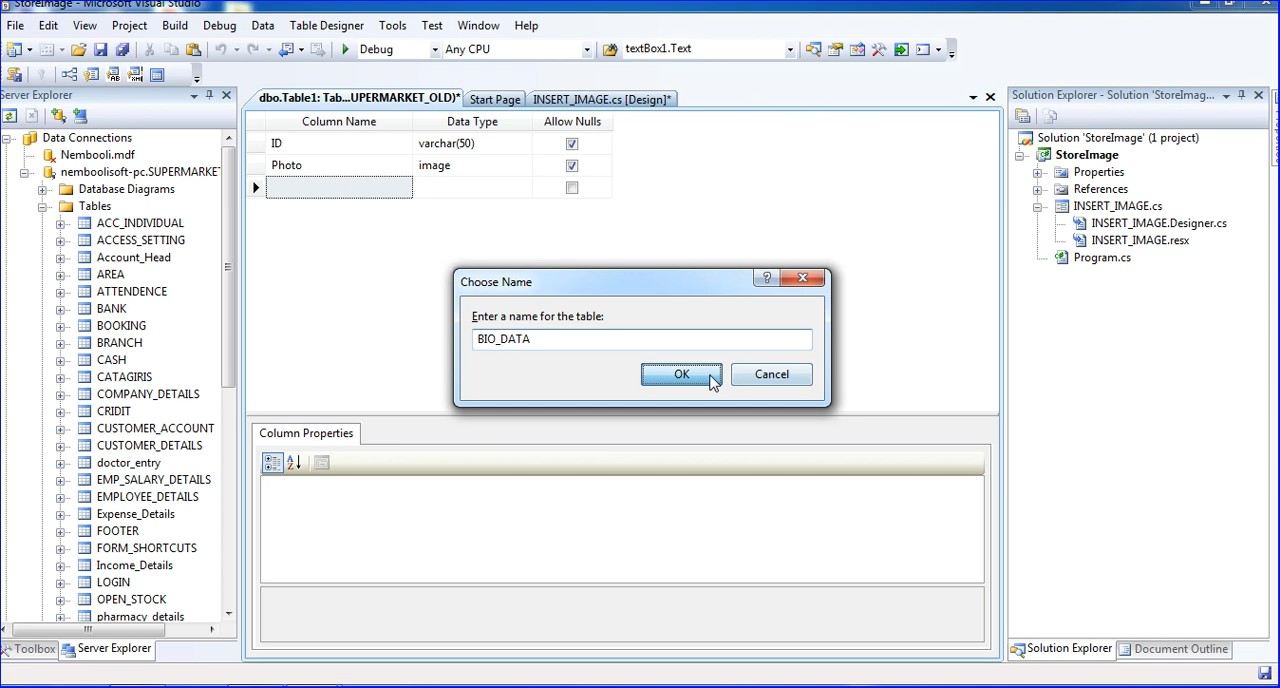 StoreImage - Microsoft Visual Studio
File Edit View Project Build Debug Data Table Designer Tools Test Window Help
Debug Any CPU textBox1.Text
Server Explorer
Data Connections
Nembooli.mdf
nemboolisoft-pc.SUPERMARKET
Database Diagrams
Tables
ACC_INDIVIDUAL
ACCESS_SETTING
Account_Head
AREA
ATTENDENCE
BANK
BOOKING
BRANCH
CASH
CATAGIRIS
COMPANY_DETAILS
CRIDIT
CUSTOMER_ACCOUNT
CUSTOMER_DETAILS
doctor_entry
EMP_SALARY_DETAILS
EMPLOYEE_DETAILS
Expense_Details
FOOTER
FORM_SHORTCUTS
Income_Details
LOGIN
OPEN_STOCK
pharmacy_details
Toolbox Server Explorer
dbo.Table1: Tab...UPERMARKET_OLD)* Start Page INSERT_IMAGE.cs [Design]*
Column Name Data Type Allow Nulls
ID varchar(50)
Photo image
Choose Name
Enter a name for the table:
BIO_DATA
OK Cancel
Column Properties
Solution Explorer - Solution 'StoreImag...
Solution 'StoreImage' (1 project)
StoreImage
Properties
References
INSERT_IMAGE.cs
INSERT_IMAGE.Designer.cs
INSERT_IMAGE.resx
Program.cs
Solution Explorer Document Outline